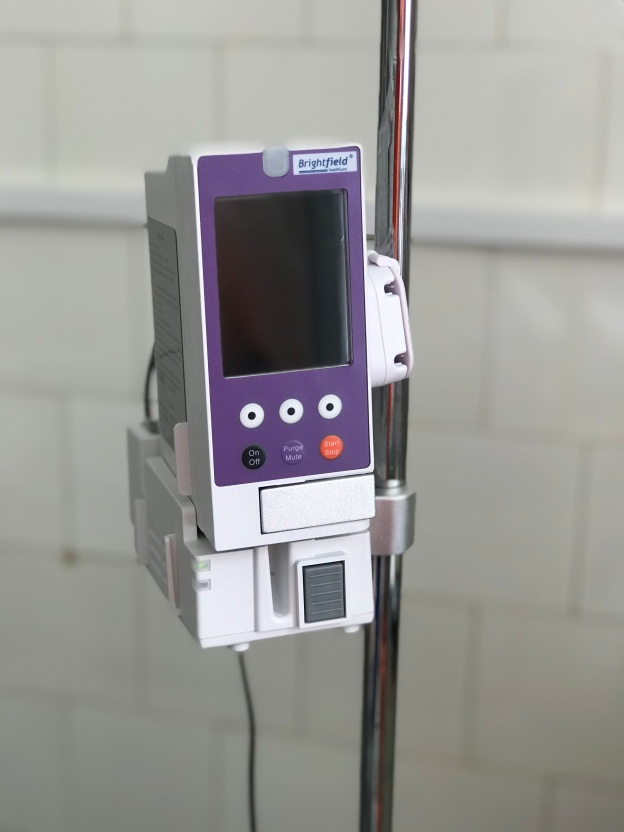 Brightfield®
healthcare
On
Off
Purge
Mute
Start
Stop